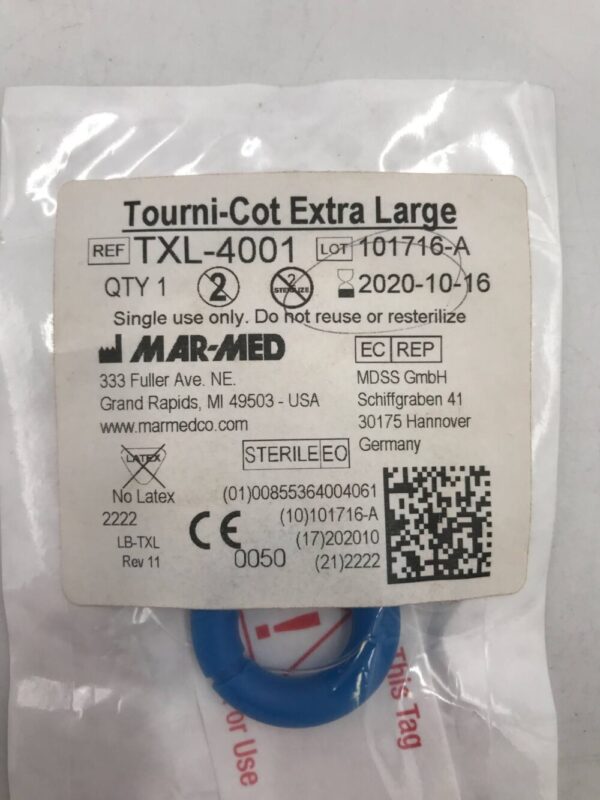 Tourni-Cot Extra Large
REF TXL-4001 LOT 101716-A
QTY 1 2 2 STERILIZE 2020-10-16
Single use only. Do not reuse or resterilize
MAR-MED EC REP
333 Fuller Ave. NE. MDSS GmbH
Grand Rapids, MI 49503 - USA Schiffgraben 41
www.marmedco.com 30175 Hannover
Germany
LATEX STERILE EO
No Latex (01)00855364004061
2222 (10)101716-A
LB-TXL CE (17)202010
Rev 11 0050 (21)2222
!
This Tag
or Use